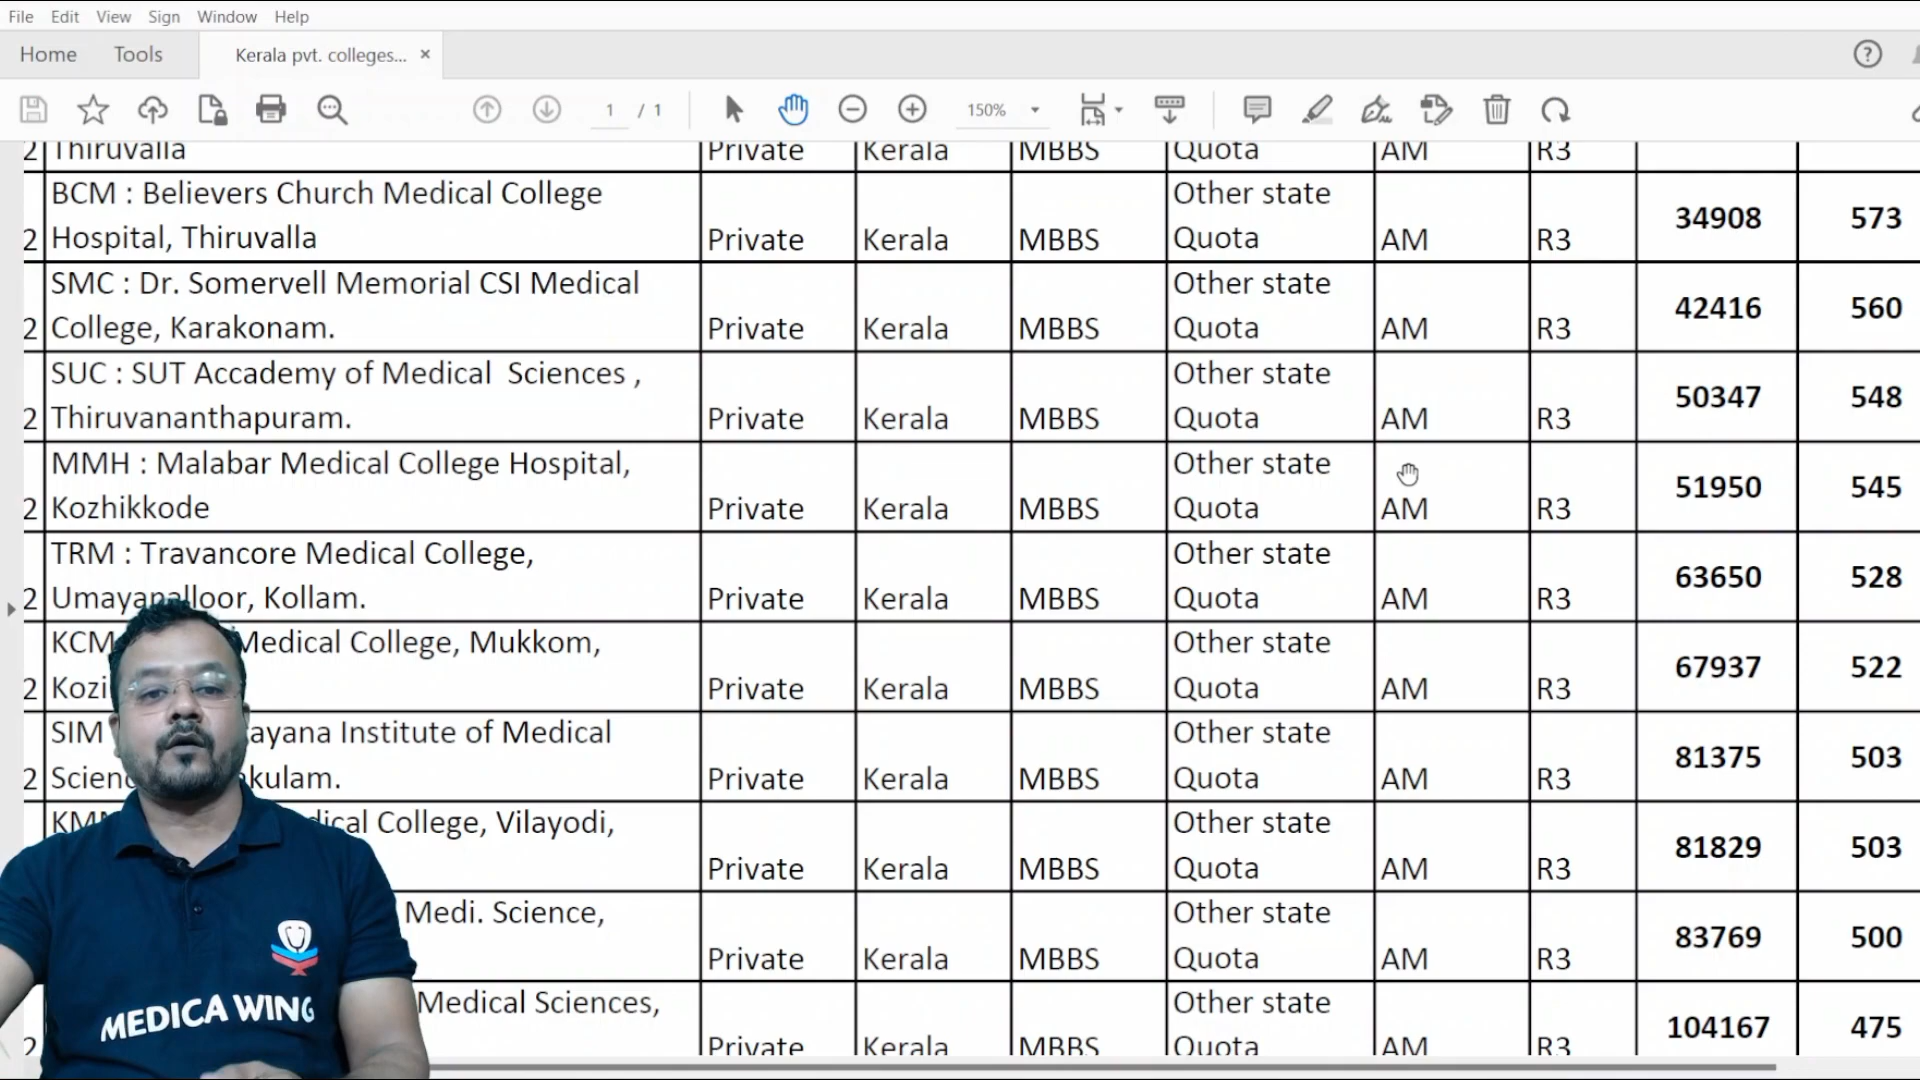 File Edit View Sign Window Help
Home Tools Kerala pvt. colleges... ×
1 / 1 150%
2 Thiruvalla Private Kerala MBBS Quota AM R3
BCM : Believers Church Medical College Other state
2 Hospital, Thiruvalla Private Kerala MBBS Quota AM R3 34908 573
SMC : Dr. Somervell Memorial CSI Medical Other state
2 College, Karakonam. Private Kerala MBBS Quota AM R3 42416 560
SUC : SUT Accademy of Medical Sciences , Other state
2 Thiruvananthapuram. Private Kerala MBBS Quota AM R3 50347 548
MMH : Malabar Medical College Hospital, Other state
2 Kozhikkode Private Kerala MBBS Quota AM R3 51950 545
TRM : Travancore Medical College, Other state
2 Umayanalloor, Kollam. Private Kerala MBBS Quota AM R3 63650 528
KCM Medical College, Mukkom, Other state
2 Kozi Private Kerala MBBS Quota AM R3 67937 522
SIM ayana Institute of Medical Other state
2 Scienc akulam. Private Kerala MBBS Quota AM R3 81375 503
dical College, Vilayodi, Other state
Private Kerala MBBS Quota AM R3 81829 503
Medi. Science, Other state
Private Kerala MBBS Quota AM R3 83769 500
Medical Sciences, Other state
2 Private Kerala MBBS Quota AM R3 104167 475
MEDICA WING